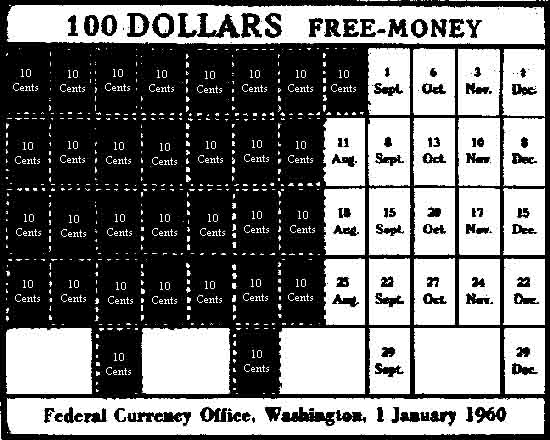 100 DOLLARS FREE-MONEY
10 10 10 10 10 10 10 10 1 6 3 1
Cents Cents Cents Cents Cents Cents Cents Cents Sept. Oct. Nov. Dec.
10 10 10 10 10 10 10 11 8 13 10 8
Cents Cents Cents Cents Cents Cents Cents Aug. Sept. Oct. Nov. Dec.
10 10 10 10 10 10 10 18 15 20 17 15
Cents Cents Cents Cents Cents Cents Cents Aug. Sept. Oct. Nov. Dec.
10 10 10 10 10 10 10 25 22 27 24 22
Cents Cents Cents Cents Cents Cents Cents Aug. Sept. Oct. Nov. Dec.
10 10 29 29
Cents Cents Sept. Dec.
Federal Currency Office, Washington, 1 January 1960